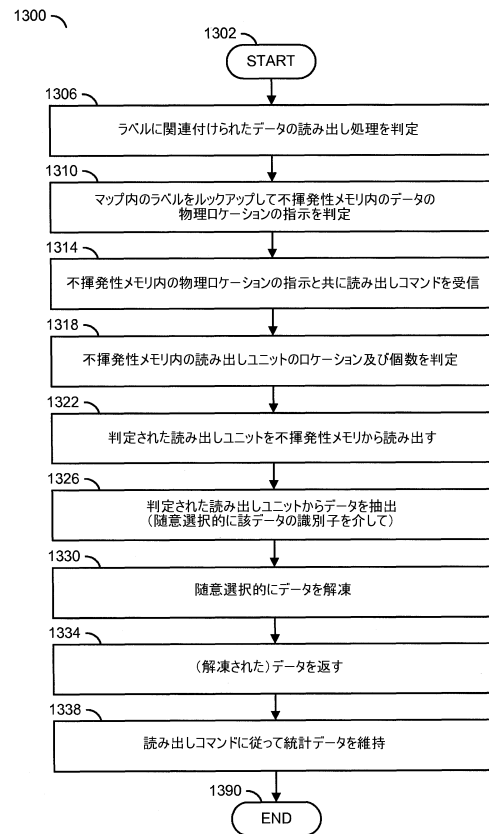 1300
1302
START
1306
ラベルに関連付けられたデータの読み出し処理を判定
1310
マップ内のラベルをルックアップして不揮発性メモリ内のデータの
物理ロケーションの指示を判定
1314
不揮発性メモリ内の物理ロケーションの指示と共に読み出しコマンドを受信
1318
不揮発性メモリ内の読み出しユニットのロケーション及び個数を判定
1322
判定された読み出しユニットを不揮発性メモリから読み出す
1326
判定された読み出しユニットからデータを抽出
(随意選択的に該データの識別子を介して)
1330
随意選択的にデータを解凍
1334
(解凍された)データを返す
1338
読み出しコマンドに従って統計データを維持
1390
END